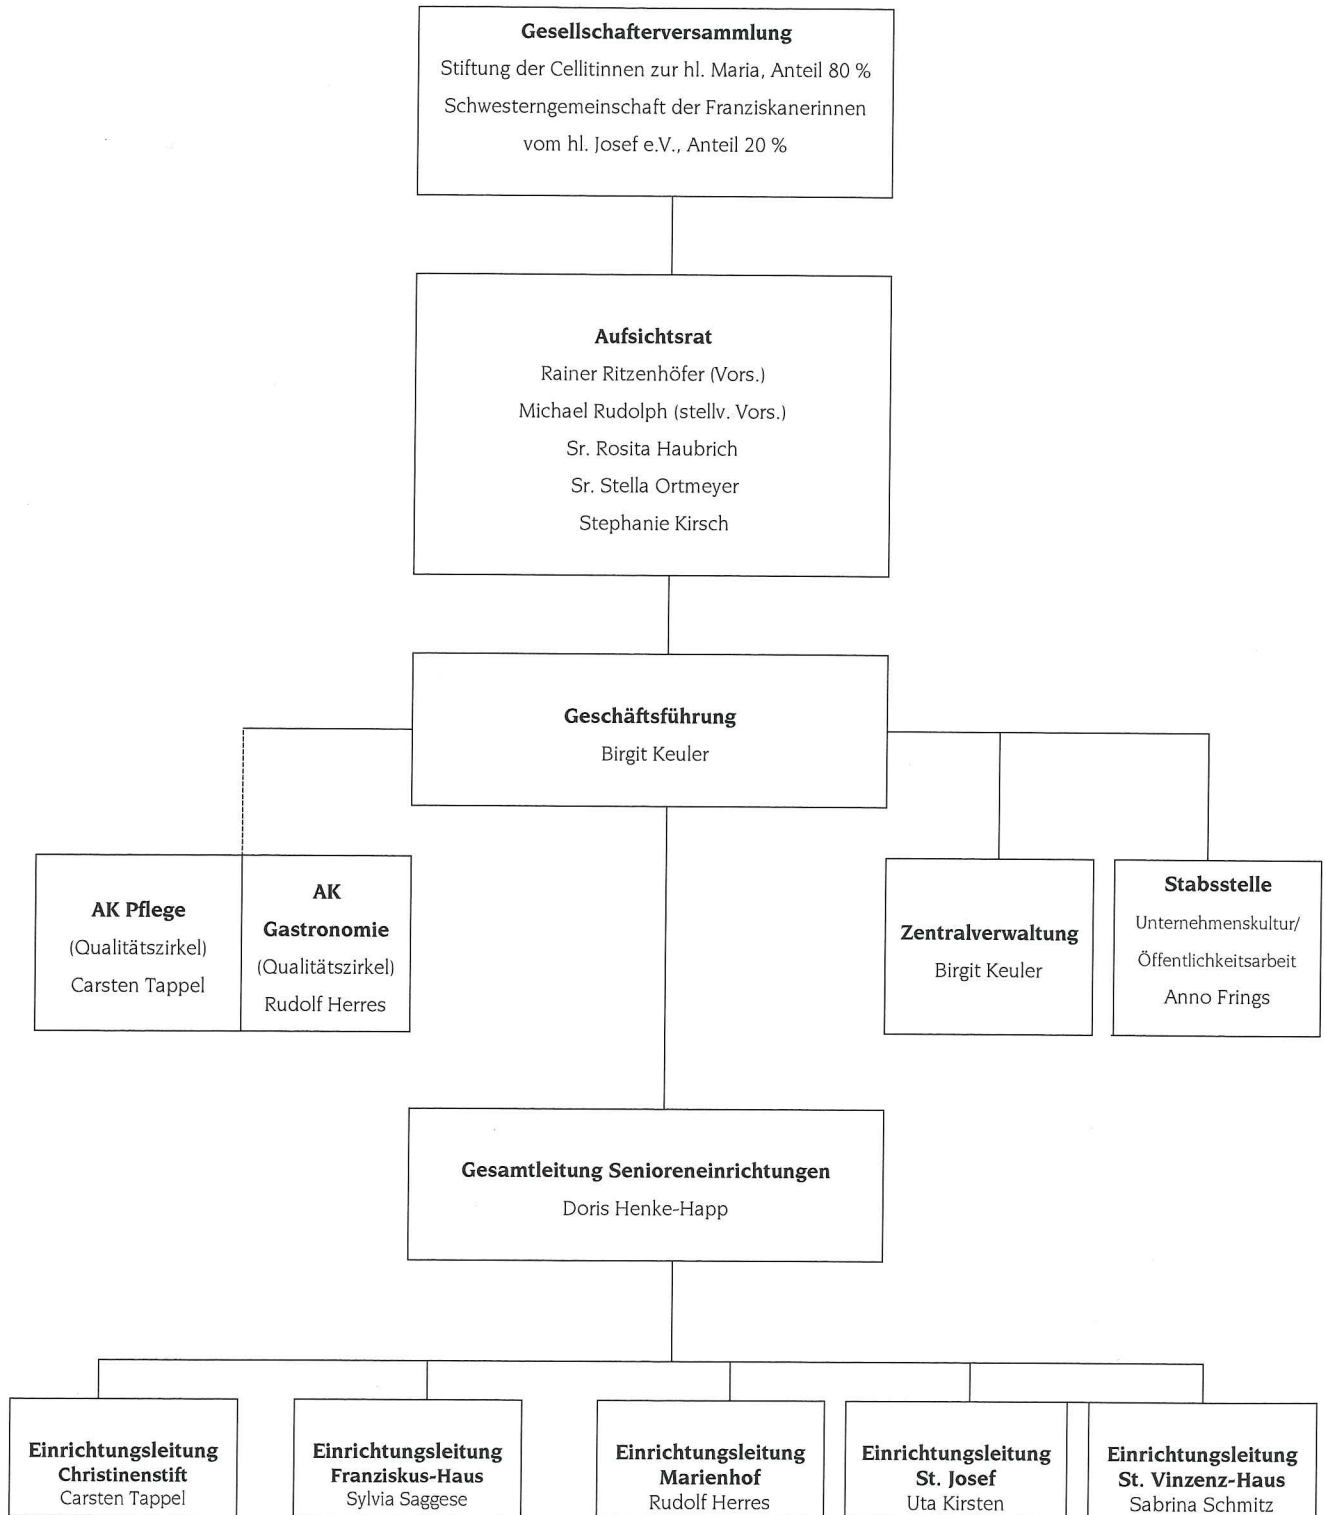 Gesellschafterversammlung
Stiftung der Cellitinnen zur hl. Maria, Anteil 80 %
Schwesterngemeinschaft der Franziskanerinnen
vom hl. Josef e.V., Anteil 20 %
Aufsichtsrat
Rainer Ritzenhöfer (Vors.)
Michael Rudolph (stellv. Vors.)
Sr. Rosita Haubrich
Sr. Stella Ortmeyer
Stephanie Kirsch
Geschäftsführung
Birgit Keuler
AK Pflege
(Qualitätszirkel)
Carsten Tappel
AK
Gastronomie
(Qualitätszirkel)
Rudolf Herres
Zentralverwaltung
Birgit Keuler
Stabsstelle
Unternehmenskultur/
Öffentlichkeitsarbeit
Anno Frings
Gesamtleitung Senioreneinrichtungen
Doris Henke-Happ
Einrichtungsleitung
Christinenstift
Carsten Tappel
Einrichtungsleitung
Franziskus-Haus
Sylvia Saggese
Einrichtungsleitung
Marienhof
Rudolf Herres
Einrichtungsleitung
St. Josef
Uta Kirsten
Einrichtungsleitung
St. Vinzenz-Haus
Sabrina Schmitz